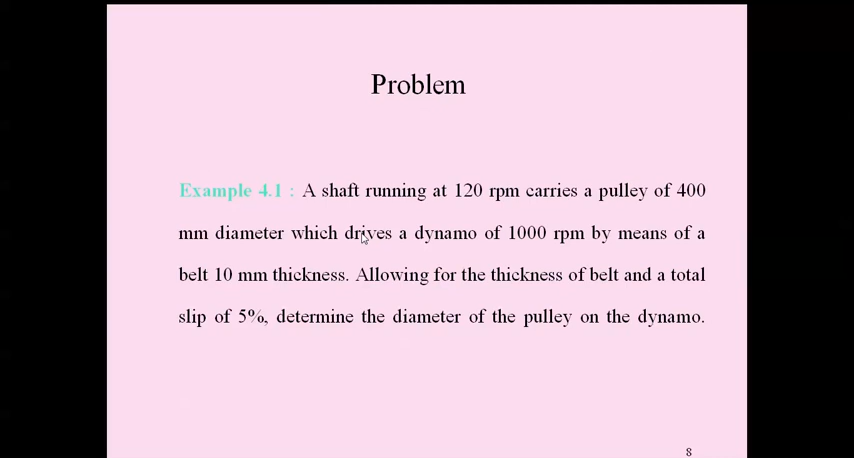 Problem
Example 4.1 : A shaft running at 120 rpm carries a pulley of 400
mm diameter which drives a dynamo of 1000 rpm by means of a
belt 10 mm thickness. Allowing for the thickness of belt and a total
slip of 5%, determine the diameter of the pulley on the dynamo.
8